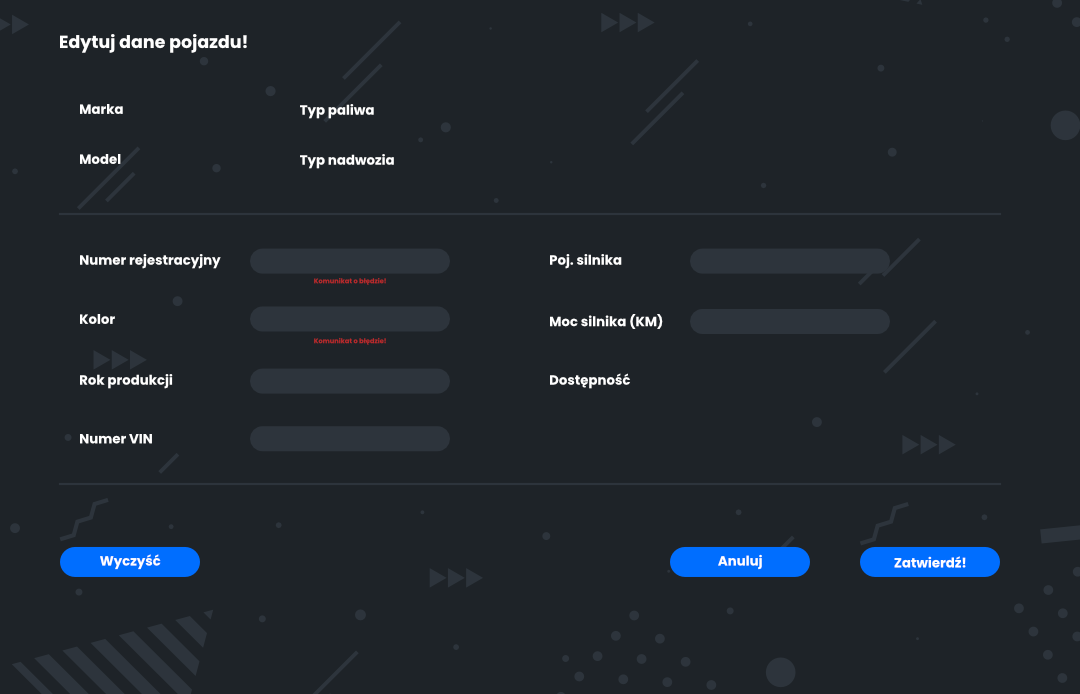 Edytuj dane pojazdu!
Marka
Typ paliwa
Model
Typ nadwozia
Numer rejestracyjny
Poj. silnika
Komunikat o błędzie!
Kolor
Moc silnika (KM)
Komunikat o błędzie!
Rok produkcji
Dostępność
Numer VIN
Wyczyść
Anuluj
Zatwierdź!